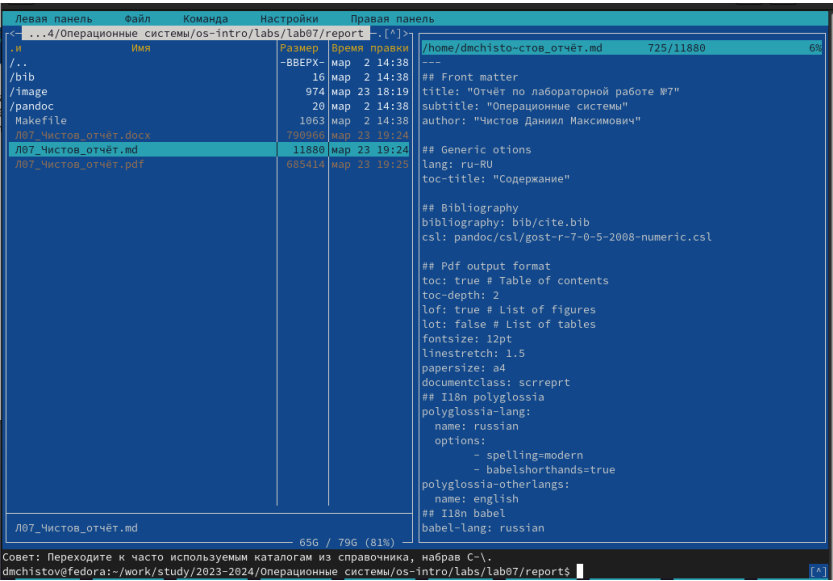 Левая панель Файл Команда Настройки Правая панель
<— ...4/Операционные системы/os-intro/labs/lab07/report —.[^]>
.и Имя Размер Время правки
/.. -ВВЕРХ- мар 2 14:38
/bib 16 мар 2 14:38
/image 974 мар 23 18:19
/pandoc 20 мар 2 14:38
Makefile 1063 мар 2 14:38
Л07_Чистов_отчёт.docx 790966 мар 23 19:24
Л07_Чистов_отчёт.md 11880 мар 23 19:24
Л07_Чистов_отчёт.pdf 685414 мар 23 19:25
Л07_Чистов_отчёт.md
65G / 79G (81%)
/home/dmchisto~стов_отчёт.md 725/11880 6%
---
## Front matter
title: "Отчёт по лабораторной работе №7"
subtitle: "Операционные системы"
author: "Чистов Даниил Максимович"
## Generic otions
lang: ru-RU
toc-title: "Содержание"
## Bibliography
bibliography: bib/cite.bib
csl: pandoc/csl/gost-r-7-0-5-2008-numeric.csl
## Pdf output format
toc: true # Table of contents
toc-depth: 2
lof: true # List of figures
lot: false # List of tables
fontsize: 12pt
linestretch: 1.5
papersize: a4
documentclass: scrreprt
## I18n polyglossia
polyglossia-lang:
name: russian
options:
- spelling=modern
- babelshorthands=true
polyglossia-otherlangs:
name: english
## I18n babel
babel-lang: russian
Совет: Переходите к часто используемым каталогам из справочника, набрав C-\.
dmchistov@fedora:~/work/study/2023-2024/Операционные системы/os-intro/labs/lab07/report$ [^]